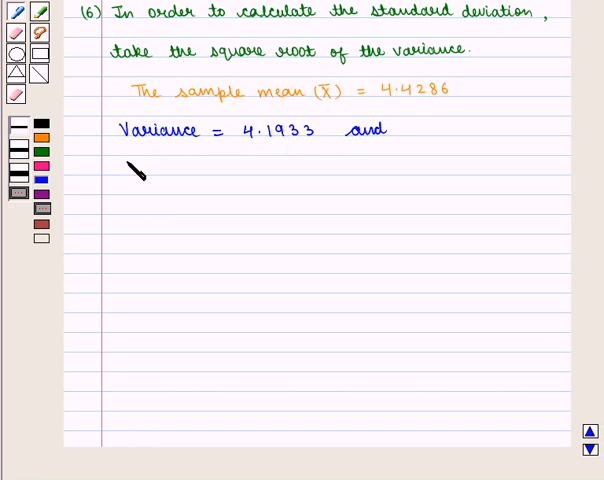 (6) In order to calculate the standard deviation,
take the square root of the variance.
The sample mean (x̄) = 4.4286
Variance = 4.1933 and